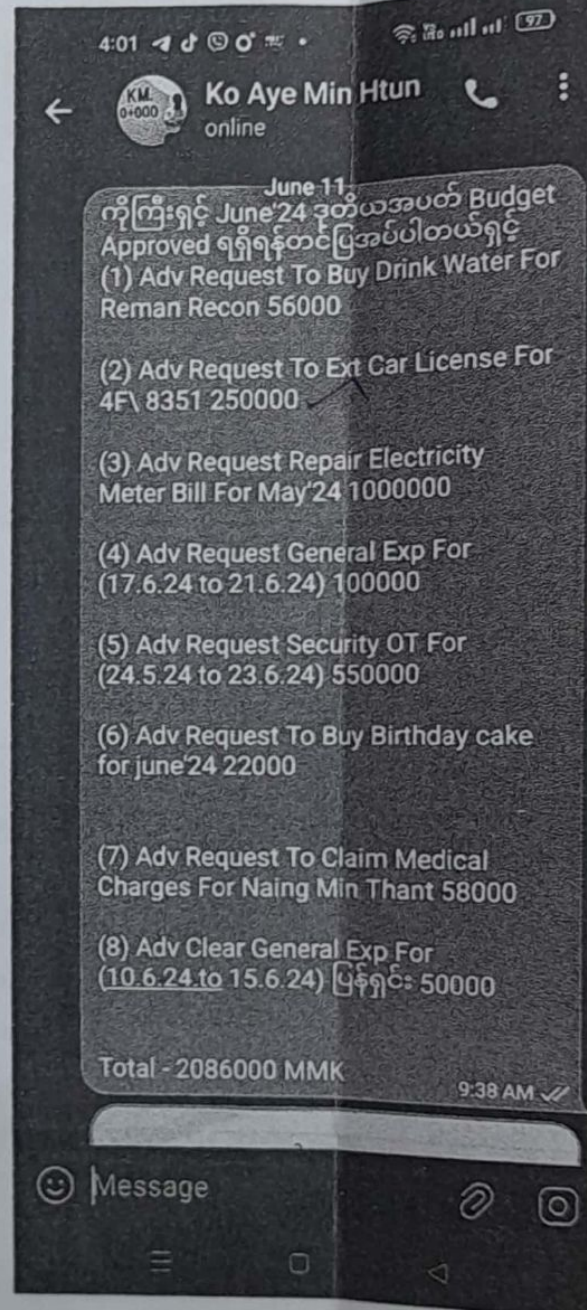 4:01
97
KM.
0+000
Ko Aye Min Htun
online
June 11
ကိုကြီးရှင့် June'24 ဒုတိယအပတ် Budget
Approved ရရှိရန်တင်ပြအပ်ပါတယ်ရှင့်
(1) Adv Request To Buy Drink Water For
Reman Recon 56000
(2) Adv Request To Ext Car License For
4F\ 8351 250000
(3) Adv Request Repair Electricity
Meter Bill For May'24 1000000
(4) Adv Request General Exp For
(17.6.24 to 21.6.24) 100000
(5) Adv Request Security OT For
(24.5.24 to 23.6.24) 550000
(6) Adv Request To Buy Birthday cake
for june'24 22000
(7) Adv Request To Claim Medical
Charges For Naing Min Thant 58000
(8) Adv Clear General Exp For
(10.6.24.to 15.6.24) ပြန်ရှင်း 50000
Total - 2086000 MMK
9:38 AM
Message